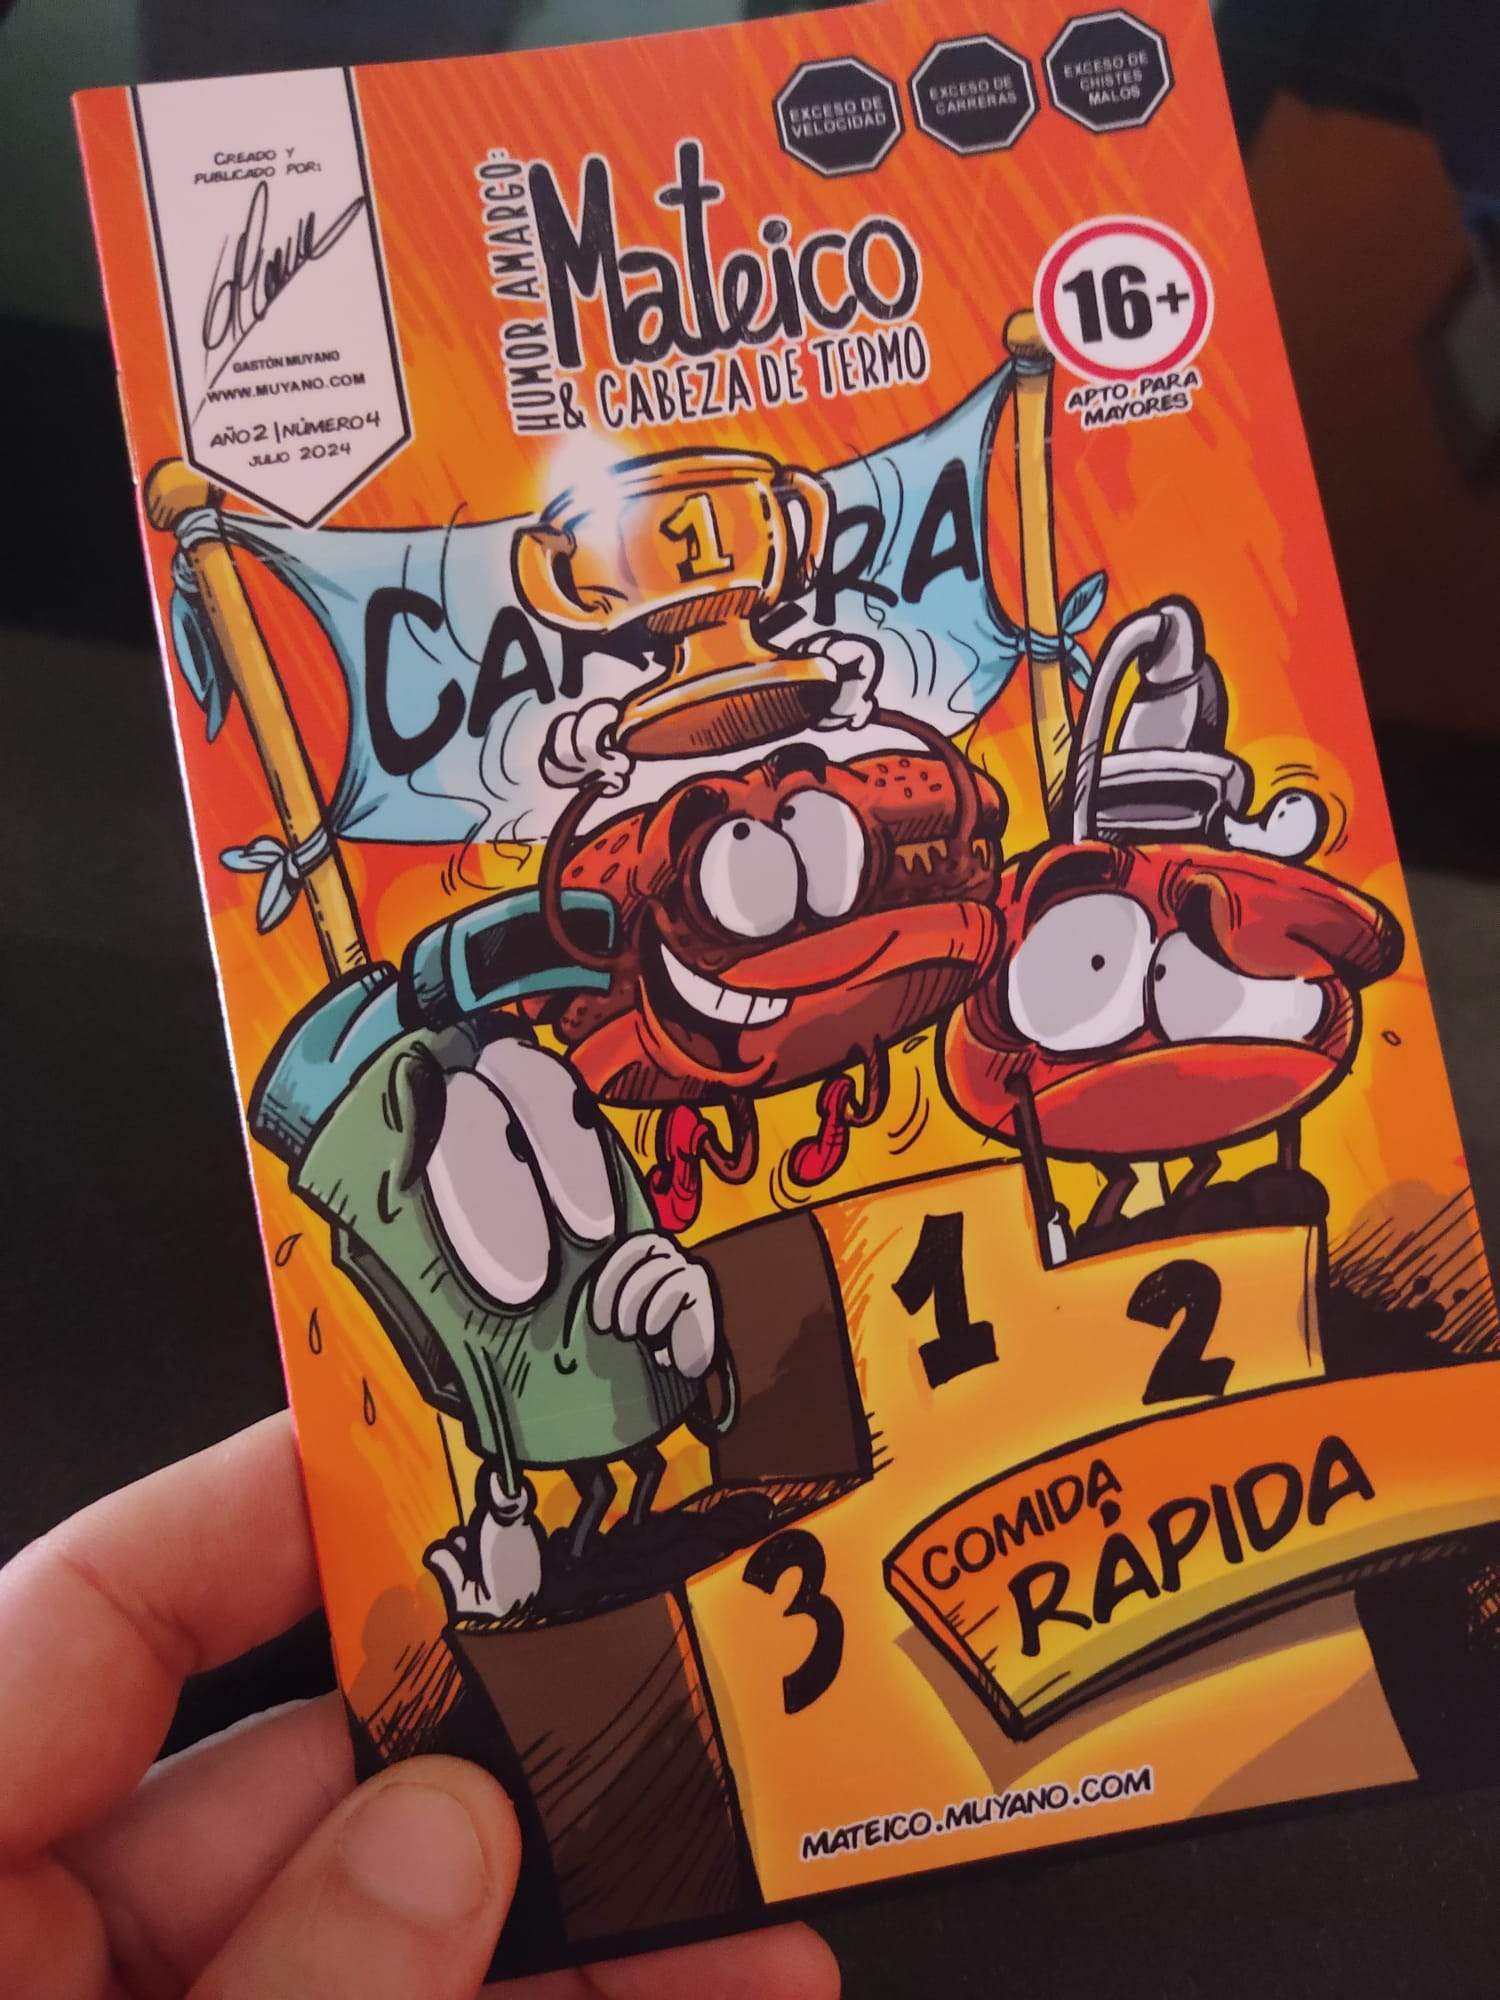 CREADO Y
PUBLICADO POR:
GASTÓN MUYANO
WWW.MUYANO.COM
AÑO 2 | NÚMERO 4
JULIO 2024
EXCESO DE
VELOCIDAD
EXCESO DE
CARRERAS
EXCESO DE
CHISTES
MALOS
HUMOR AMARGO:
Mateico
& CABEZA DE TERMO
16+
APTO PARA
MAYORES
1
CARRERA
1
2
3
COMIDA
RÁPIDA
MATEICO.MUYANO.COM